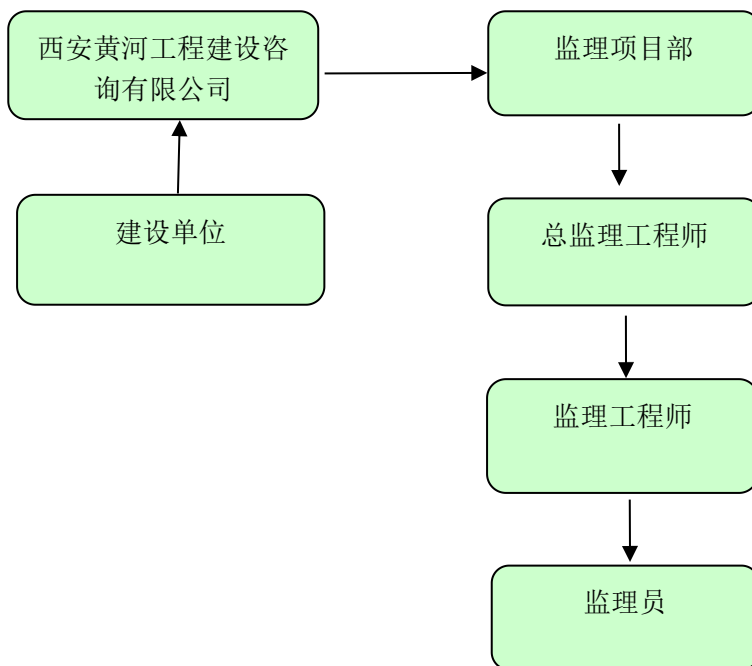 西安黄河工程建设咨
询有限公司
监理项目部
建设单位
总监理工程师
监理工程师
监理员